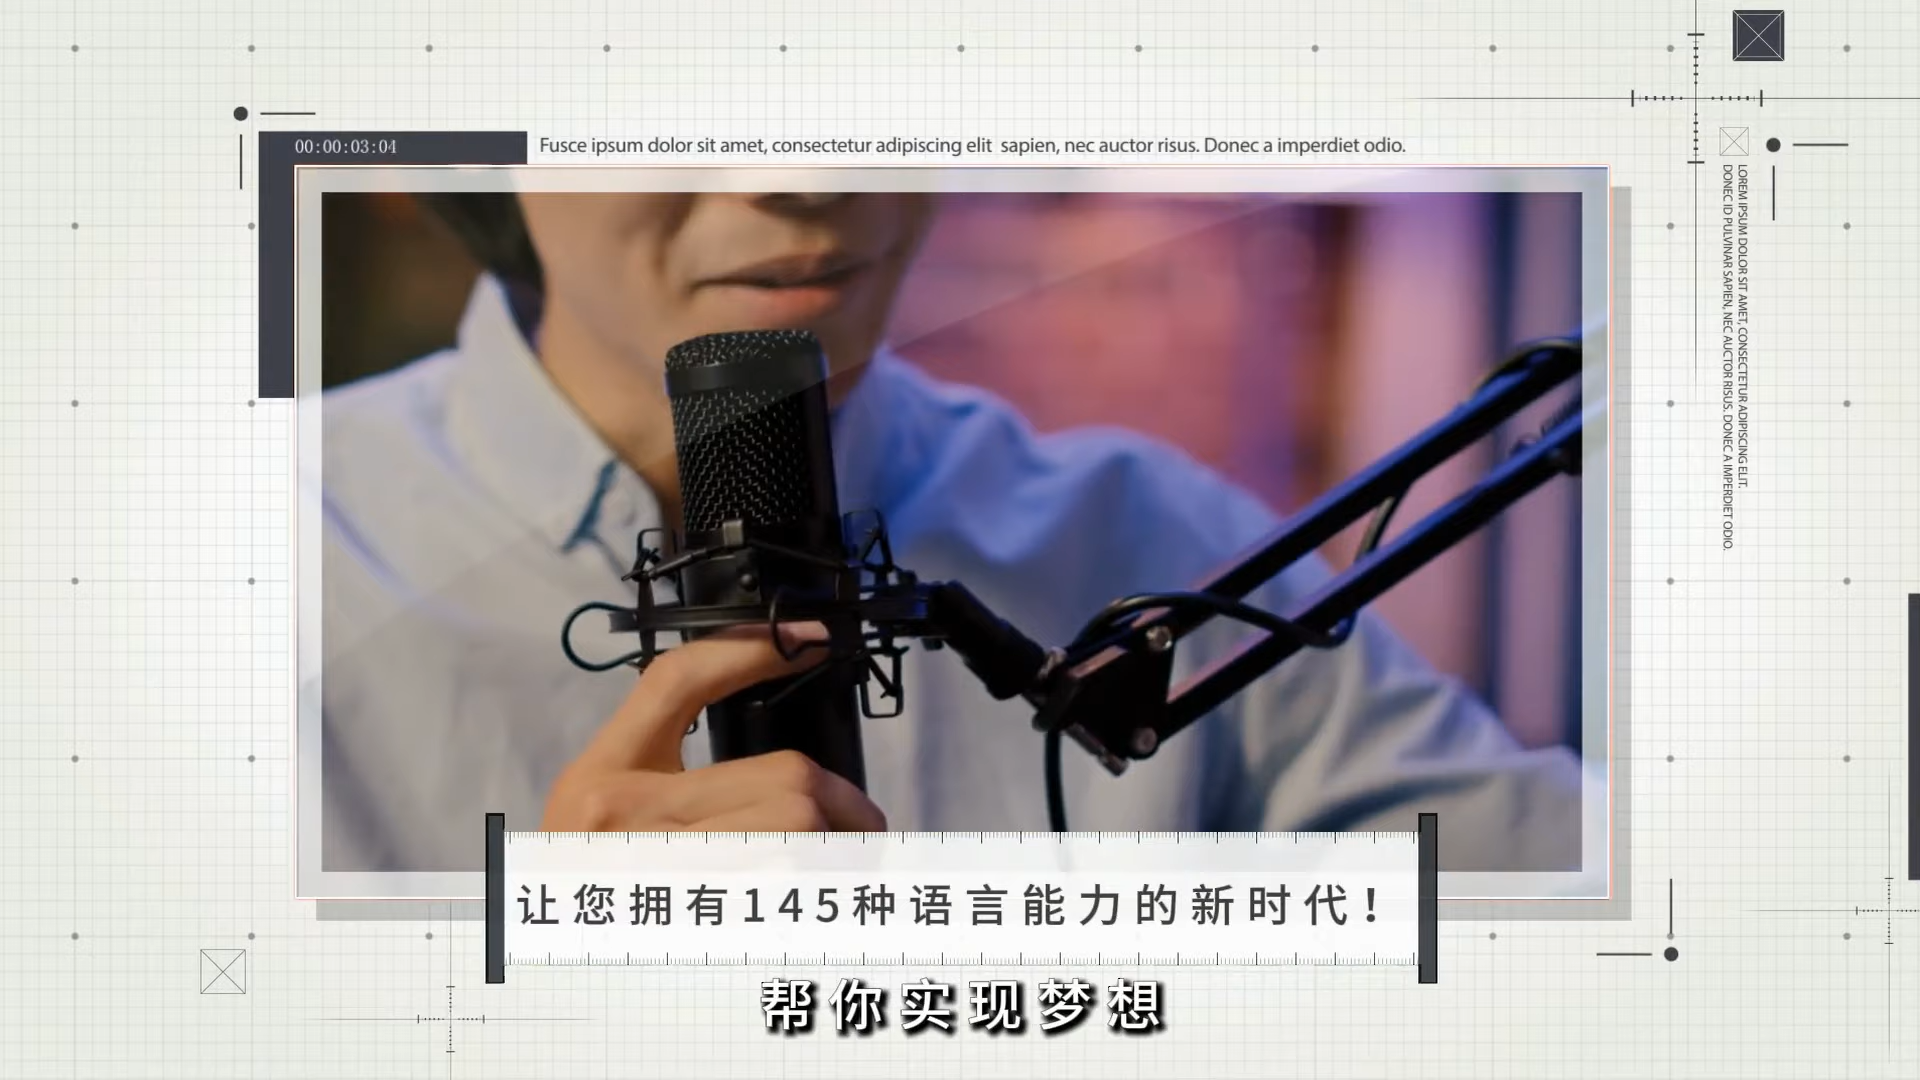 00:00:03:04
Fusce ipsum dolor sit amet, consectetur adipiscing elit sapien, nec auctor risus. Donec a imperdiet odio.
LOREM IPSUM DOLOR SIT AMET, CONSECTETUR ADIPISCING ELIT.
DONEC ID PULVINAR SAPIEN, NEC AUCTOR RISUS. DONEC A IMPERDIET ODIO.
让您拥有145种语言能力的新时代！
帮你实现梦想